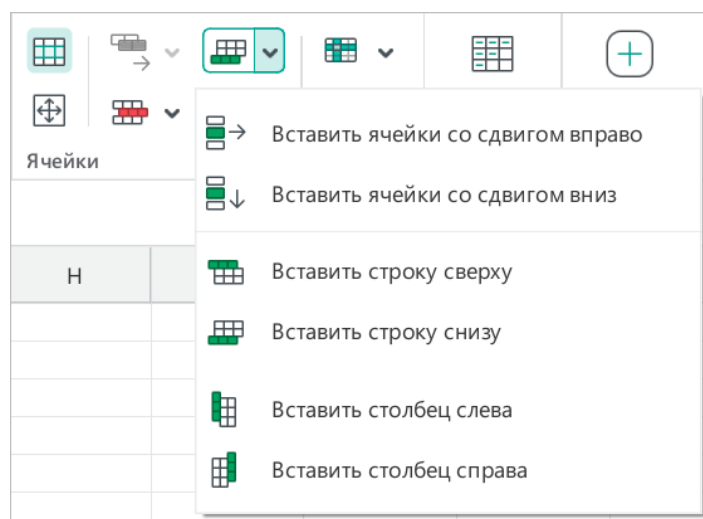 Ячейки
Вставить ячейки со сдвигом вправо
Вставить ячейки со сдвигом вниз
H
Вставить строку сверху
Вставить строку снизу
Вставить столбец слева
Вставить столбец справа